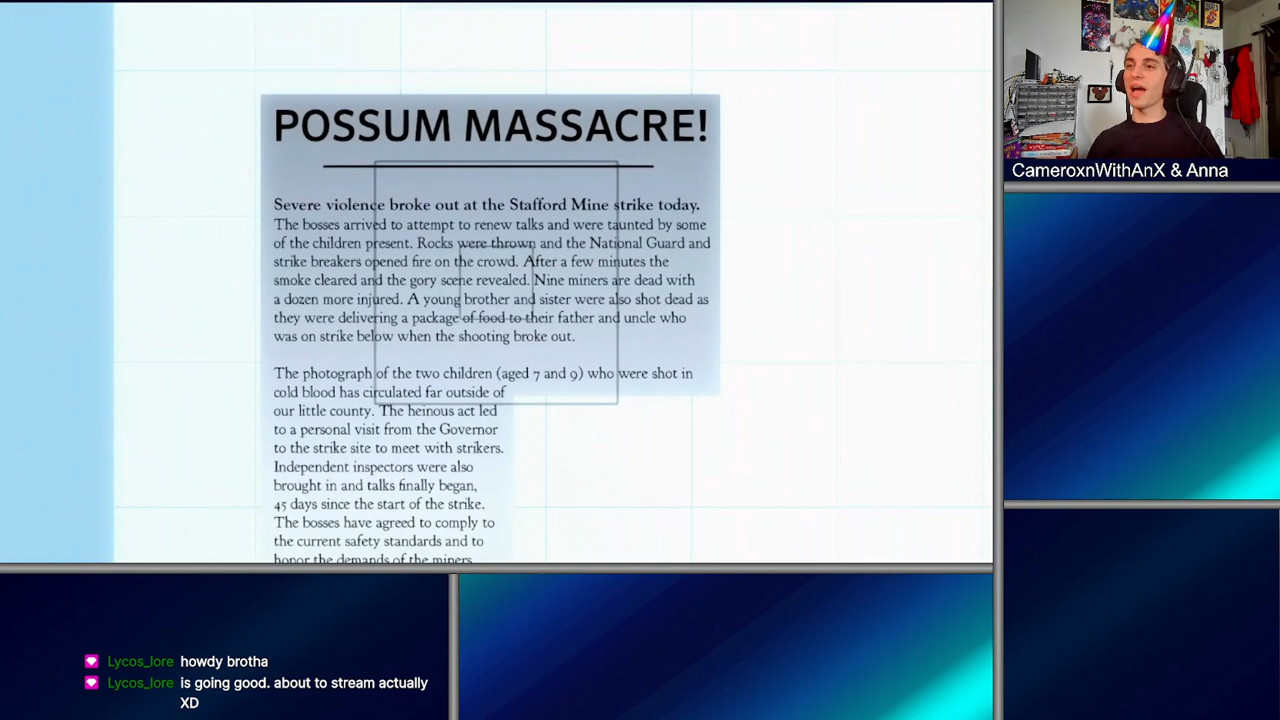 POSSUM MASSACRE!
Severe violence broke out at the Stafford Mine strike today.
The bosses arrived to attempt to renew talks and were taunted by some
of the children present. Rocks were thrown and the National Guard and
strike breakers opened fire on the crowd. After a few minutes the
smoke cleared and the gory scene revealed. Nine miners are dead with
a dozen more injured. A young brother and sister were also shot dead as
they were delivering a package of food to their father and uncle who
was on strike below when the shooting broke out.
The photograph of the two children (aged 7 and 9) who were shot in
cold blood has circulated far outside of
our little county. The heinous act led
to a personal visit from the Governor
to the strike site to meet with strikers.
Independent inspectors were also
brought in and talks finally began,
45 days since the start of the strike.
The bosses have agreed to comply to
the current safety standards and to
honor the demands of the miners
CameroxnWithAnX & Anna
Lycos_lore howdy brotha
Lycos_lore is going good. about to stream actually
XD